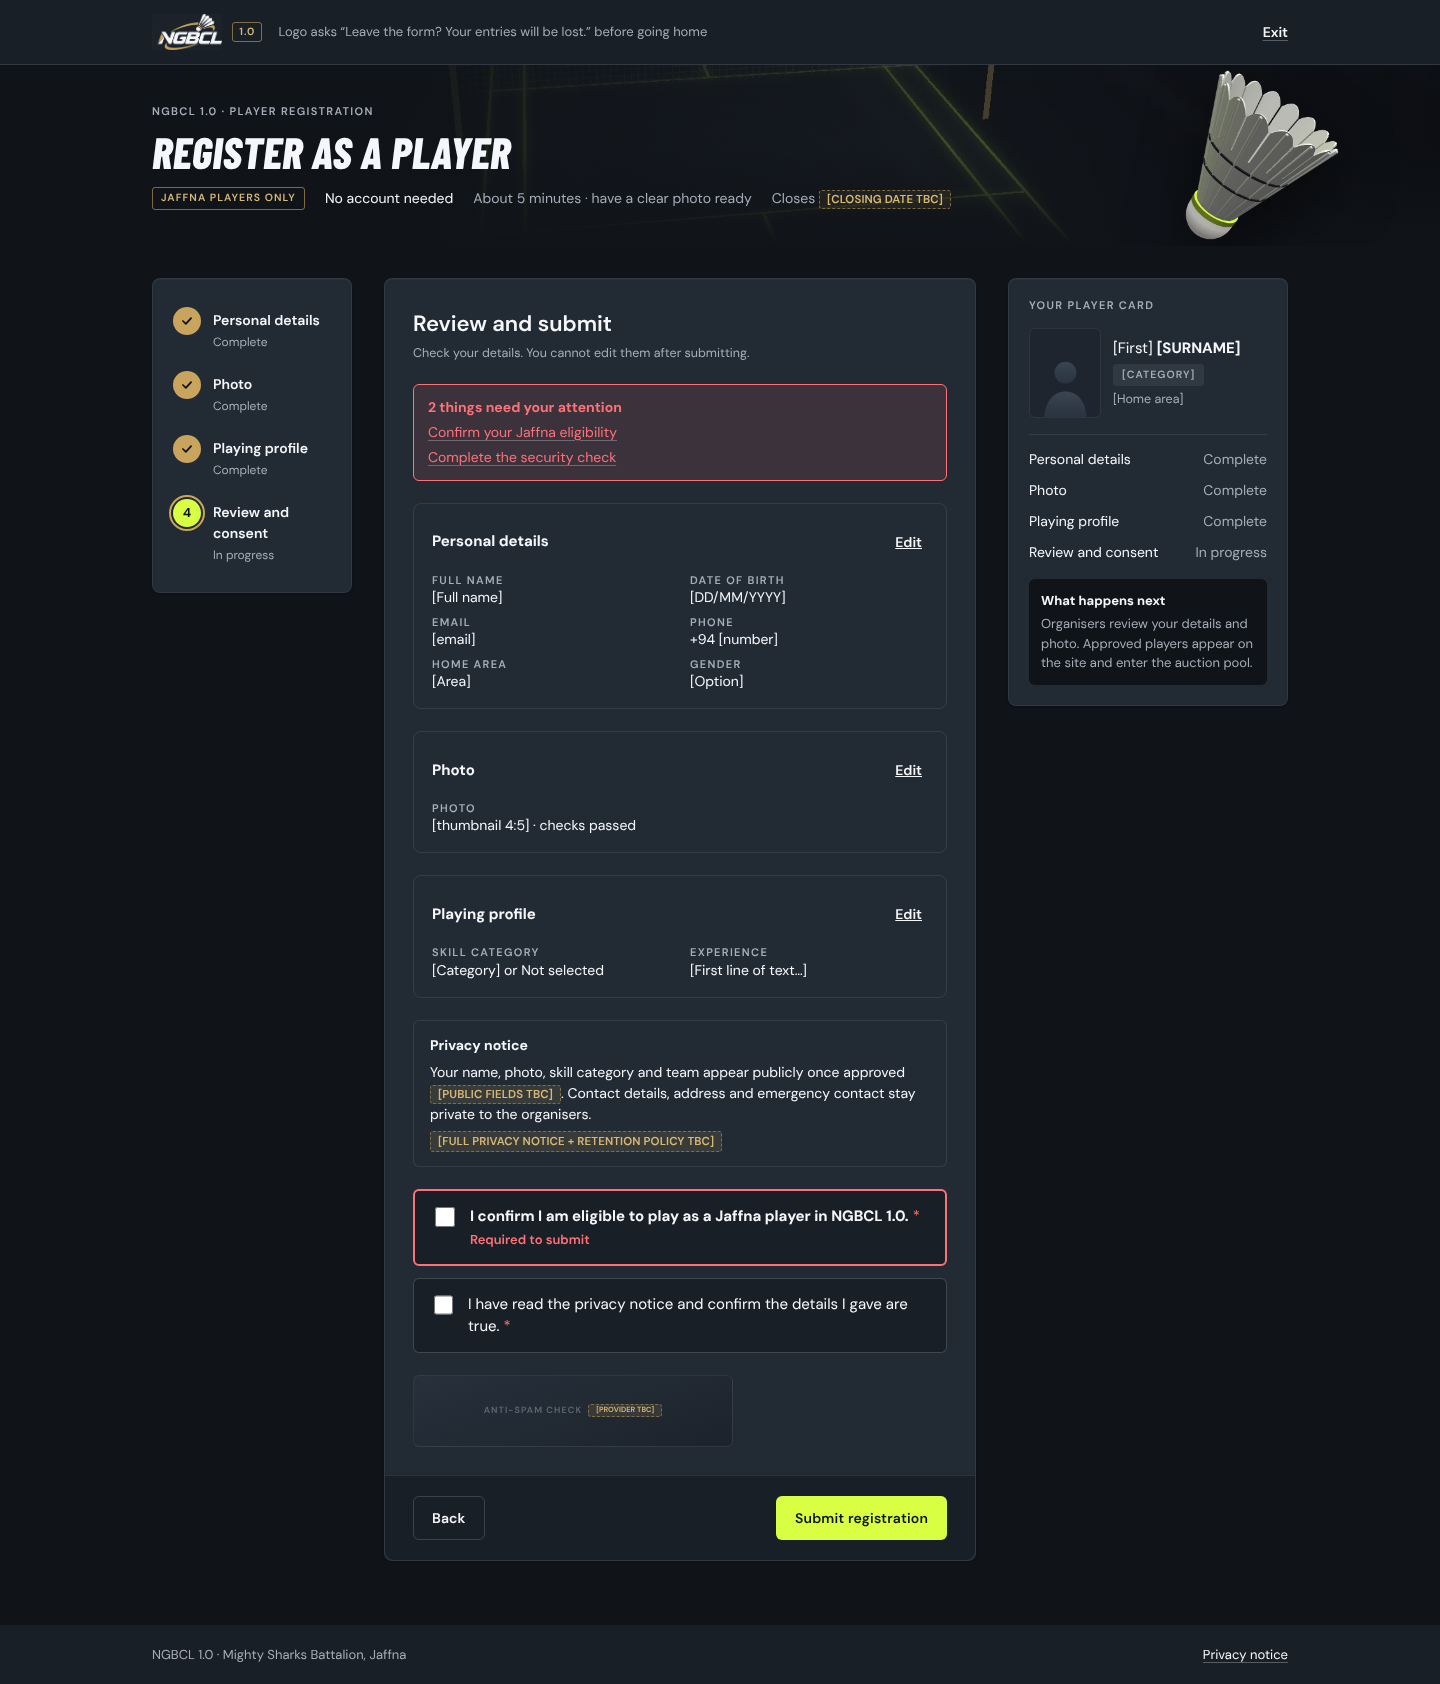 NGBCL
1.0
Logo asks “Leave the form? Your entries will be lost.” before going home
Exit
NGBCL 1.0 · PLAYER REGISTRATION
REGISTER AS A PLAYER
JAFFNA PLAYERS ONLY
No account needed
About 5 minutes · have a clear photo ready
Closes [CLOSING DATE TBC]
Personal details
Complete
Photo
Complete
Playing profile
Complete
4
Review and
consent
In progress
Review and submit
Check your details. You cannot edit them after submitting.
2 things need your attention
Confirm your Jaffna eligibility
Complete the security check
Personal details
Edit
FULL NAME
[Full name]
DATE OF BIRTH
[DD/MM/YYYY]
EMAIL
[email]
PHONE
+94 [number]
HOME AREA
[Area]
GENDER
[Option]
Photo
Edit
PHOTO
[thumbnail 4:5] · checks passed
Playing profile
Edit
SKILL CATEGORY
[Category] or Not selected
EXPERIENCE
[First line of text…]
Privacy notice
Your name, photo, skill category and team appear publicly once approved
[PUBLIC FIELDS TBC]. Contact details, address and emergency contact stay
private to the organisers.
[FULL PRIVACY NOTICE + RETENTION POLICY TBC]
I confirm I am eligible to play as a Jaffna player in NGBCL 1.0. *
Required to submit
I have read the privacy notice and confirm the details I gave are
true. *
ANTI-SPAM CHECK [PROVIDER TBC]
Back
Submit registration
YOUR PLAYER CARD
[First] [SURNAME]
[CATEGORY]
[Home area]
Personal details Complete
Photo Complete
Playing profile Complete
Review and consent In progress
What happens next
Organisers review your details and
photo. Approved players appear on
the site and enter the auction pool.
NGBCL 1.0 · Mighty Sharks Battalion, Jaffna
Privacy notice